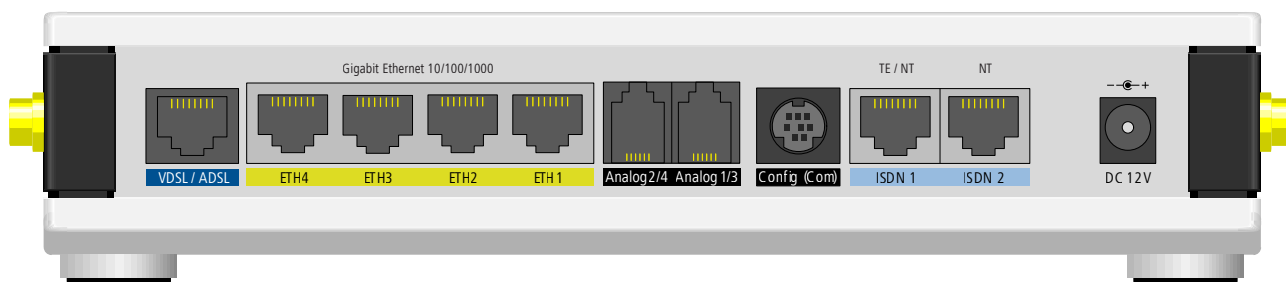 Gigabit Ethernet 10/100/1000
TE / NT
NT
VDSL / ADSL
ETH4
ETH3
ETH2
ETH1
Analog2/4
Analog1/3
Config (Com)
ISDN 1
ISDN 2
- +
DC 12V